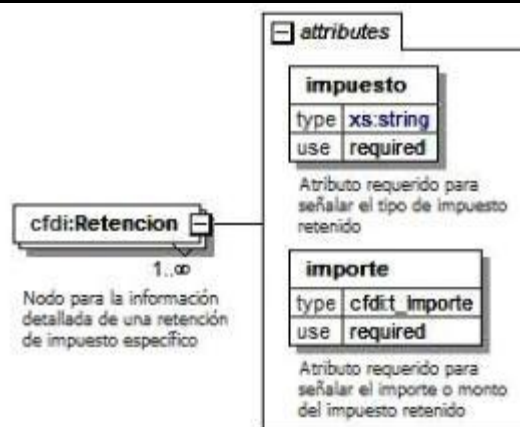 attributes
impuesto
type xs:string
use required
Atributo requerido para
señalar el tipo de impuesto
retenido
cfdi:Retencion
1..∞
Nodo para la información
detallada de una retención
de impuesto específico
importe
type cfdi:t_Importe
use required
Atributo requerido para
señalar el importe o monto
del impuesto retenido